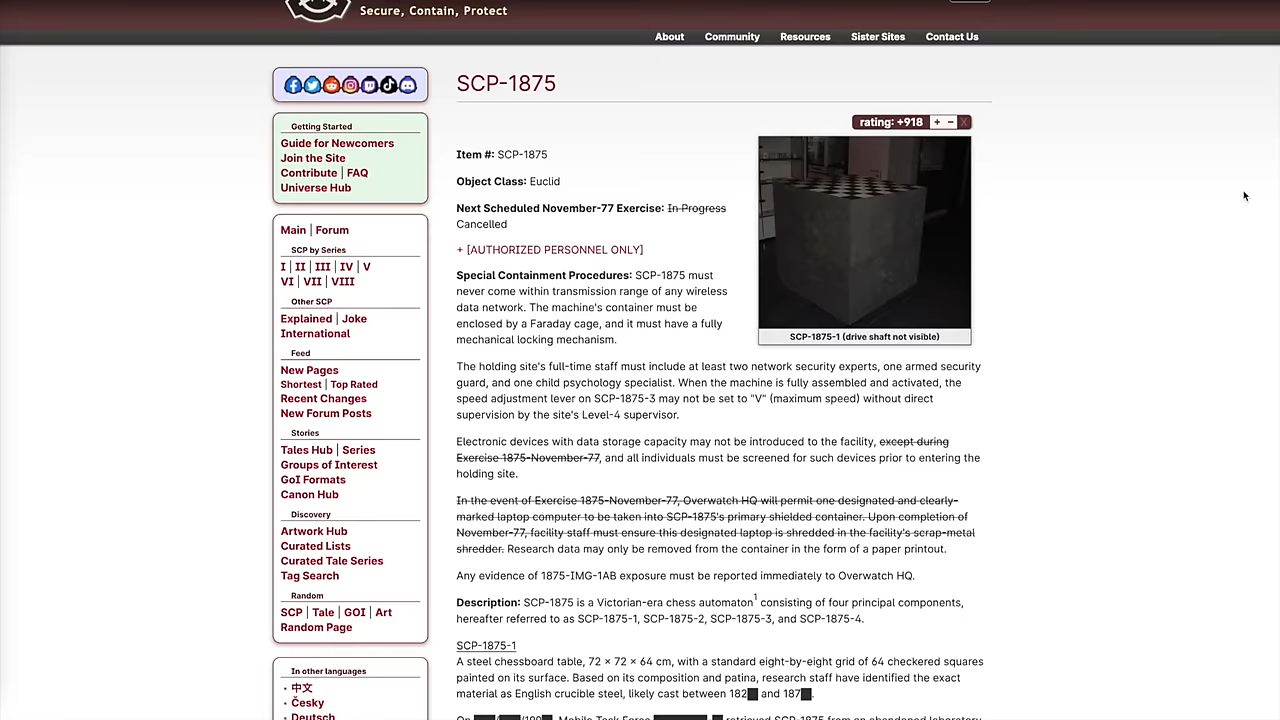 Secure, Contain, Protect
About Community Resources Sister Sites Contact Us
Getting Started
Guide for Newcomers
Join the Site
Contribute | FAQ
Universe Hub
Main | Forum
SCP by Series
I | II | III | IV | V
VI | VII | VIII
Other SCP
Explained | Joke
International
Feed
New Pages
Shortest | Top Rated
Recent Changes
New Forum Posts
Stories
Tales Hub | Series
Groups of Interest
GoI Formats
Canon Hub
Discovery
Artwork Hub
Curated Lists
Curated Tale Series
Tag Search
Random
SCP | Tale | GOI | Art
Random Page
In other languages
中文
Česky
Deutsch
SCP-1875
rating: +918 + − X
Item #: SCP-1875
Object Class: Euclid
Next Scheduled November-77 Exercise: In Progress
Cancelled
+ [AUTHORIZED PERSONNEL ONLY]
Special Containment Procedures: SCP-1875 must
never come within transmission range of any wireless
data network. The machine's container must be
enclosed by a Faraday cage, and it must have a fully
mechanical locking mechanism.
SCP-1875-1 (drive shaft not visible)
The holding site's full-time staff must include at least two network security experts, one armed security
guard, and one child psychology specialist. When the machine is fully assembled and activated, the
speed adjustment lever on SCP-1875-3 may not be set to "V" (maximum speed) without direct
supervision by the site's Level-4 supervisor.
Electronic devices with data storage capacity may not be introduced to the facility, except during
Exercise 1875-November-77, and all individuals must be screened for such devices prior to entering the
holding site.
In the event of Exercise 1875-November-77, Overwatch HQ will permit one designated and clearly-
marked laptop computer to be taken into SCP-1875's primary shielded container. Upon completion of
November-77, facility staff must ensure this designated laptop is shredded in the facility's scrap-metal
shredder. Research data may only be removed from the container in the form of a paper printout.
Any evidence of 1875-IMG-1AB exposure must be reported immediately to Overwatch HQ.
Description: SCP-1875 is a Victorian-era chess automaton1 consisting of four principal components,
hereafter referred to as SCP-1875-1, SCP-1875-2, SCP-1875-3, and SCP-1875-4.
SCP-1875-1
A steel chessboard table, 72 × 72 × 64 cm, with a standard eight-by-eight grid of 64 checkered squares
painted on its surface. Based on its composition and patina, research staff have identified the exact
material as English crucible steel, likely cast between 182█ and 187█.
On ███/███/199█, Mobile Task Force ████████-█ retrieved SCP-1875 from an abandoned laboratory